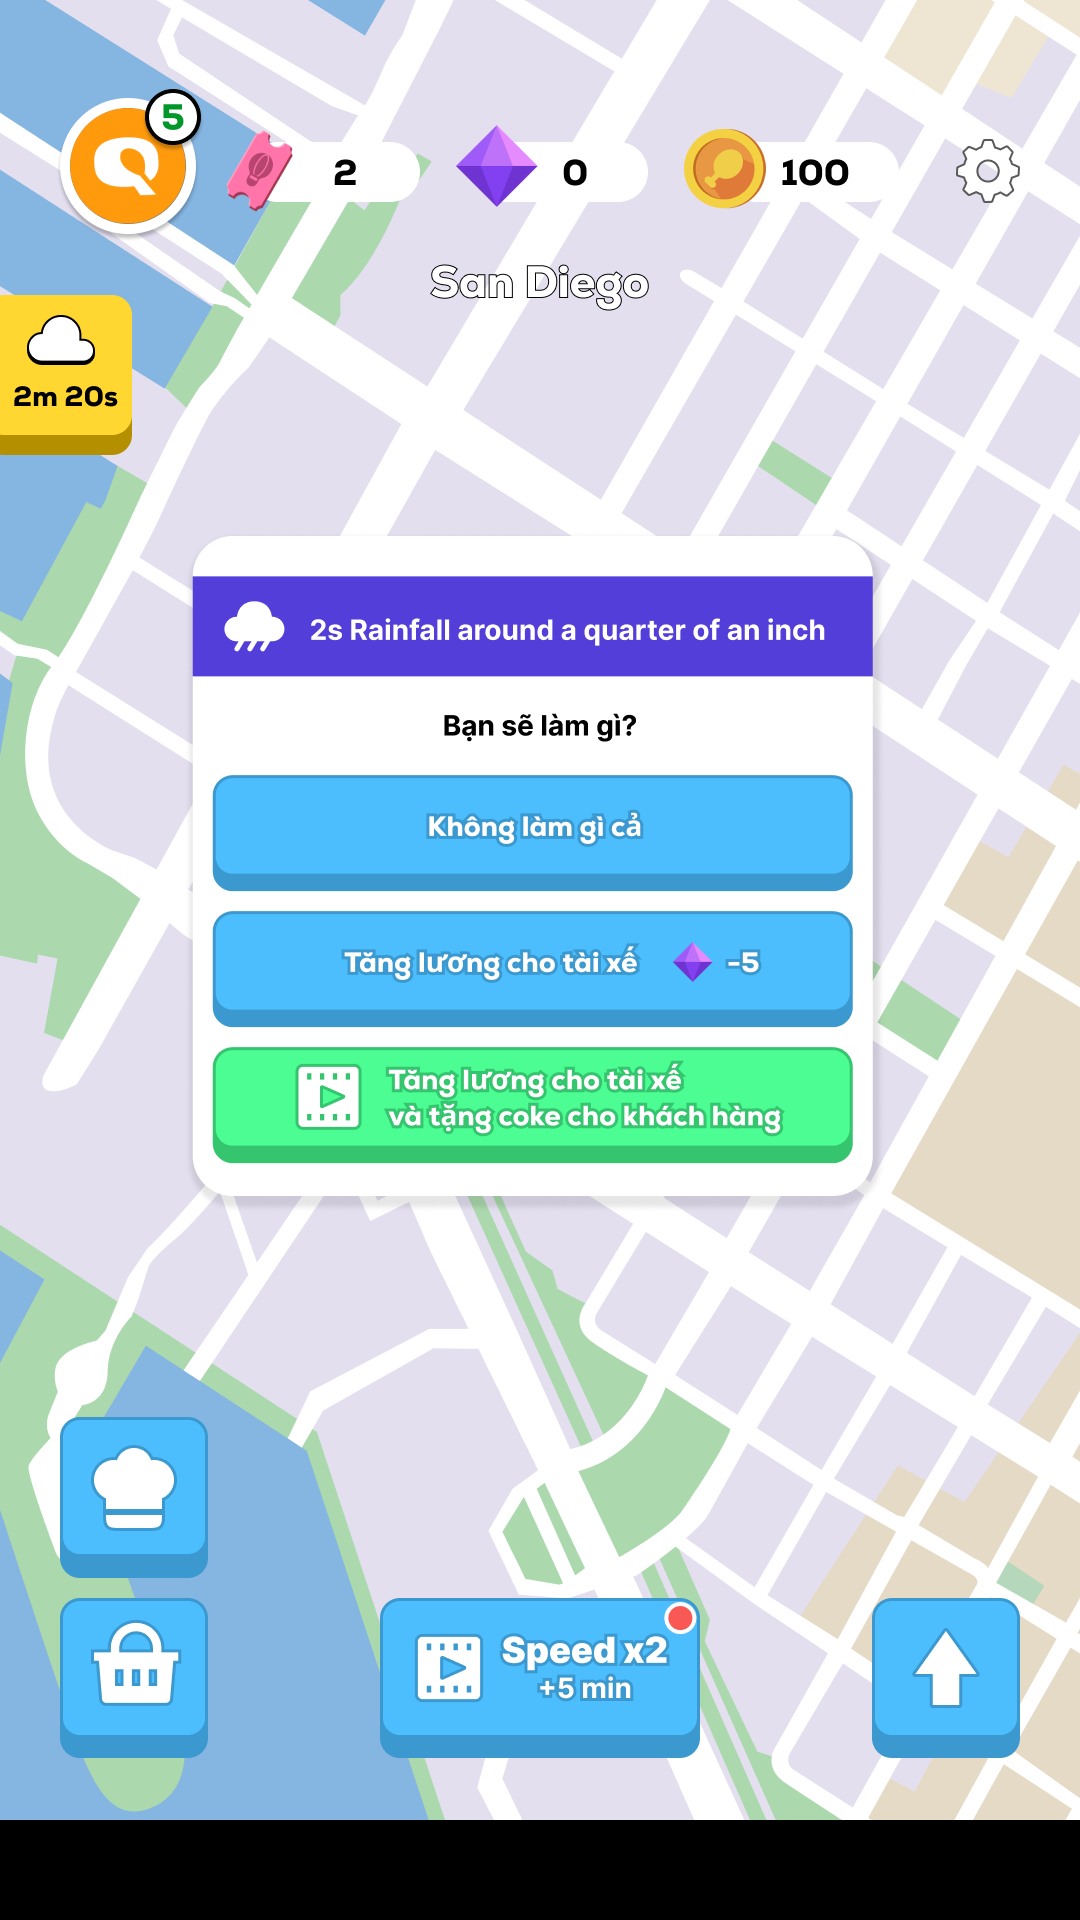 5
2
0
100
San Diego
2m 20s
2s Rainfall around a quarter of an inch
Bạn sẽ làm gì?
Không làm gì cả
Tăng lương cho tài xế -5
Tăng lương cho tài xế
và tặng coke cho khách hàng
Speed x2
+5 min